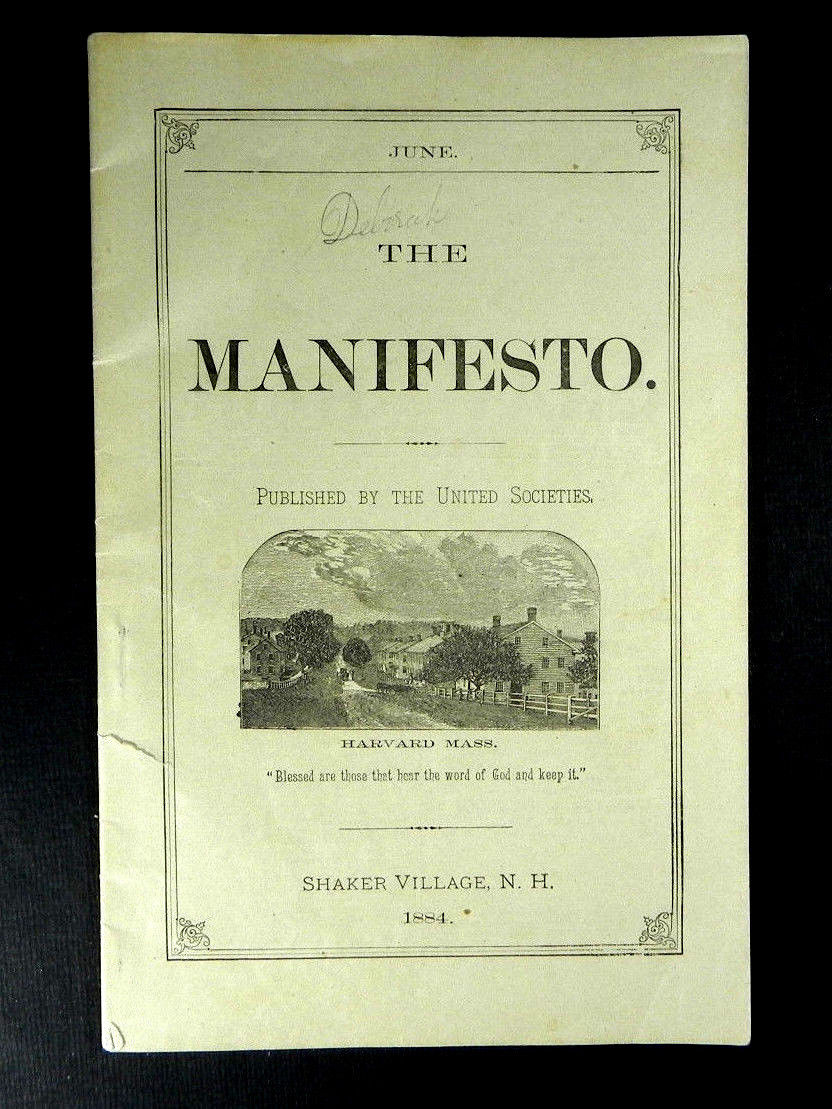 JUNE.
Deborah
THE
MANIFESTO.
PUBLISHED BY THE UNITED SOCIETIES.
HARVARD MASS.
"Blessed are those that hear the word of God and keep it."
SHAKER VILLAGE, N. H.
1884.